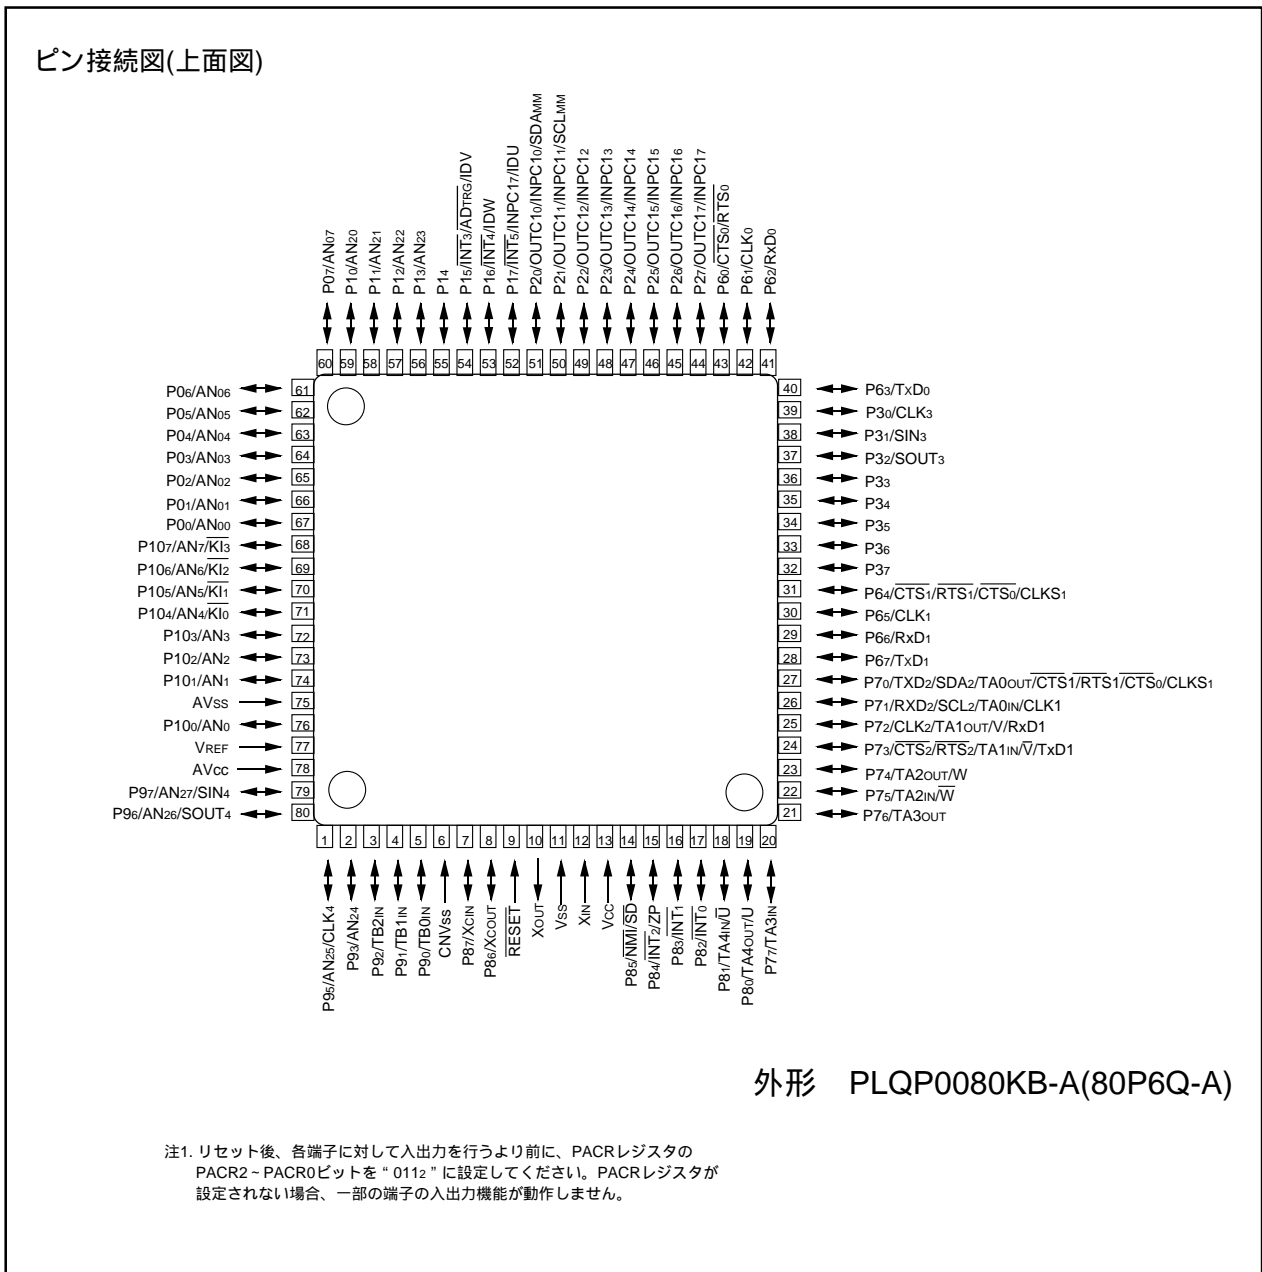 ピン接続図(上面図)
P07/AN07
P10/AN20
P11/AN21
P12/AN22
P13/AN23
P14
P15/INT3/ADTRG/IDV
P16/INT4/IDW
P17/INT5/INPC17/IDU
P20/OUTC10/INPC10/SDAMM
P21/OUTC11/INPC11/SCLMM
P22/OUTC12/INPC12
P23/OUTC13/INPC13
P24/OUTC14/INPC14
P25/OUTC15/INPC15
P26/OUTC16/INPC16
P27/OUTC17/INPC17
P60/CTS0/RTS0
P61/CLK0
P62/RxD0
60 59 58 57 56 55 54 53 52 51 50 49 48 47 46 45 44 43 42 41
P06/AN06 61
P05/AN05 62
P04/AN04 63
P03/AN03 64
P02/AN02 65
P01/AN01 66
P00/AN00 67
P107/AN7/KI3 68
P106/AN6/KI2 69
P105/AN5/KI1 70
P104/AN4/KI0 71
P103/AN3 72
P102/AN2 73
P101/AN1 74
AVSS 75
P100/AN0 76
VREF 77
AVCC 78
P97/AN27/SIN4 79
P96/AN26/SOUT4 80
40 P63/TxD0
39 P30/CLK3
38 P31/SIN3
37 P32/SOUT3
36 P33
35 P34
34 P35
33 P36
32 P37
31 P64/CTS1/RTS1/CTS0/CLKS1
30 P65/CLK1
29 P66/RxD1
28 P67/TxD1
27 P70/TXD2/SDA2/TA0OUT/CTS1/RTS1/CTS0/CLKS1
26 P71/RXD2/SCL2/TA0IN/CLK1
25 P72/CLK2/TA1OUT/V/RxD1
24 P73/CTS2/RTS2/TA1IN/V/TxD1
23 P74/TA2OUT/W
22 P75/TA2IN/W
21 P76/TA3OUT
1 2 3 4 5 6 7 8 9 10 11 12 13 14 15 16 17 18 19 20
P95/AN25/CLK4
P93/AN24
P92/TB2IN
P91/TB1IN
P90/TB0IN
CNVSS
P87/XCIN
P86/XCOUT
RESET
XOUT
VSS
XIN
VCC
P85/NMI/SD
P84/INT2/ZP
P83/INT1
P82/INT0
P81/TA4IN/U
P80/TA4OUT/U
P77/TA3IN
外形　PLQP0080KB-A(80P6Q-A)
注1. リセット後、各端子に対して入出力を行うより前に、PACRレジスタの
PACR2 ~ PACR0ビットを “ 0112 ” に設定してください。PACRレジスタが
設定されない場合、一部の端子の入出力機能が動作しません。